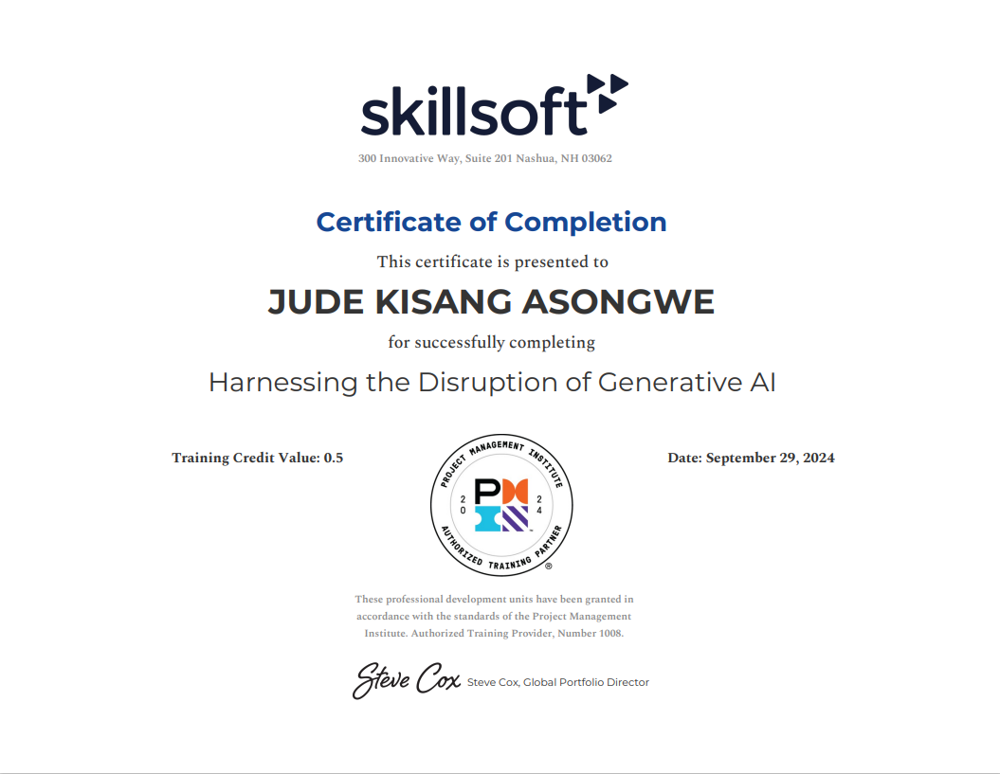 skillsoft
300 Innovative Way, Suite 201 Nashua, NH 03062
Certificate of Completion
This certificate is presented to
JUDE KISANG ASONGWE
for successfully completing
Harnessing the Disruption of Generative AI
Training Credit Value: 0.5
PROJECT MANAGEMENT INSTITUTE
P
20 24
AUTHORIZED TRAINING PARTNER
®
Date: September 29, 2024
These professional development units have been granted in
accordance with the standards of the Project Management
Institute. Authorized Training Provider, Number 1008.
Steve Cox Steve Cox, Global Portfolio Director